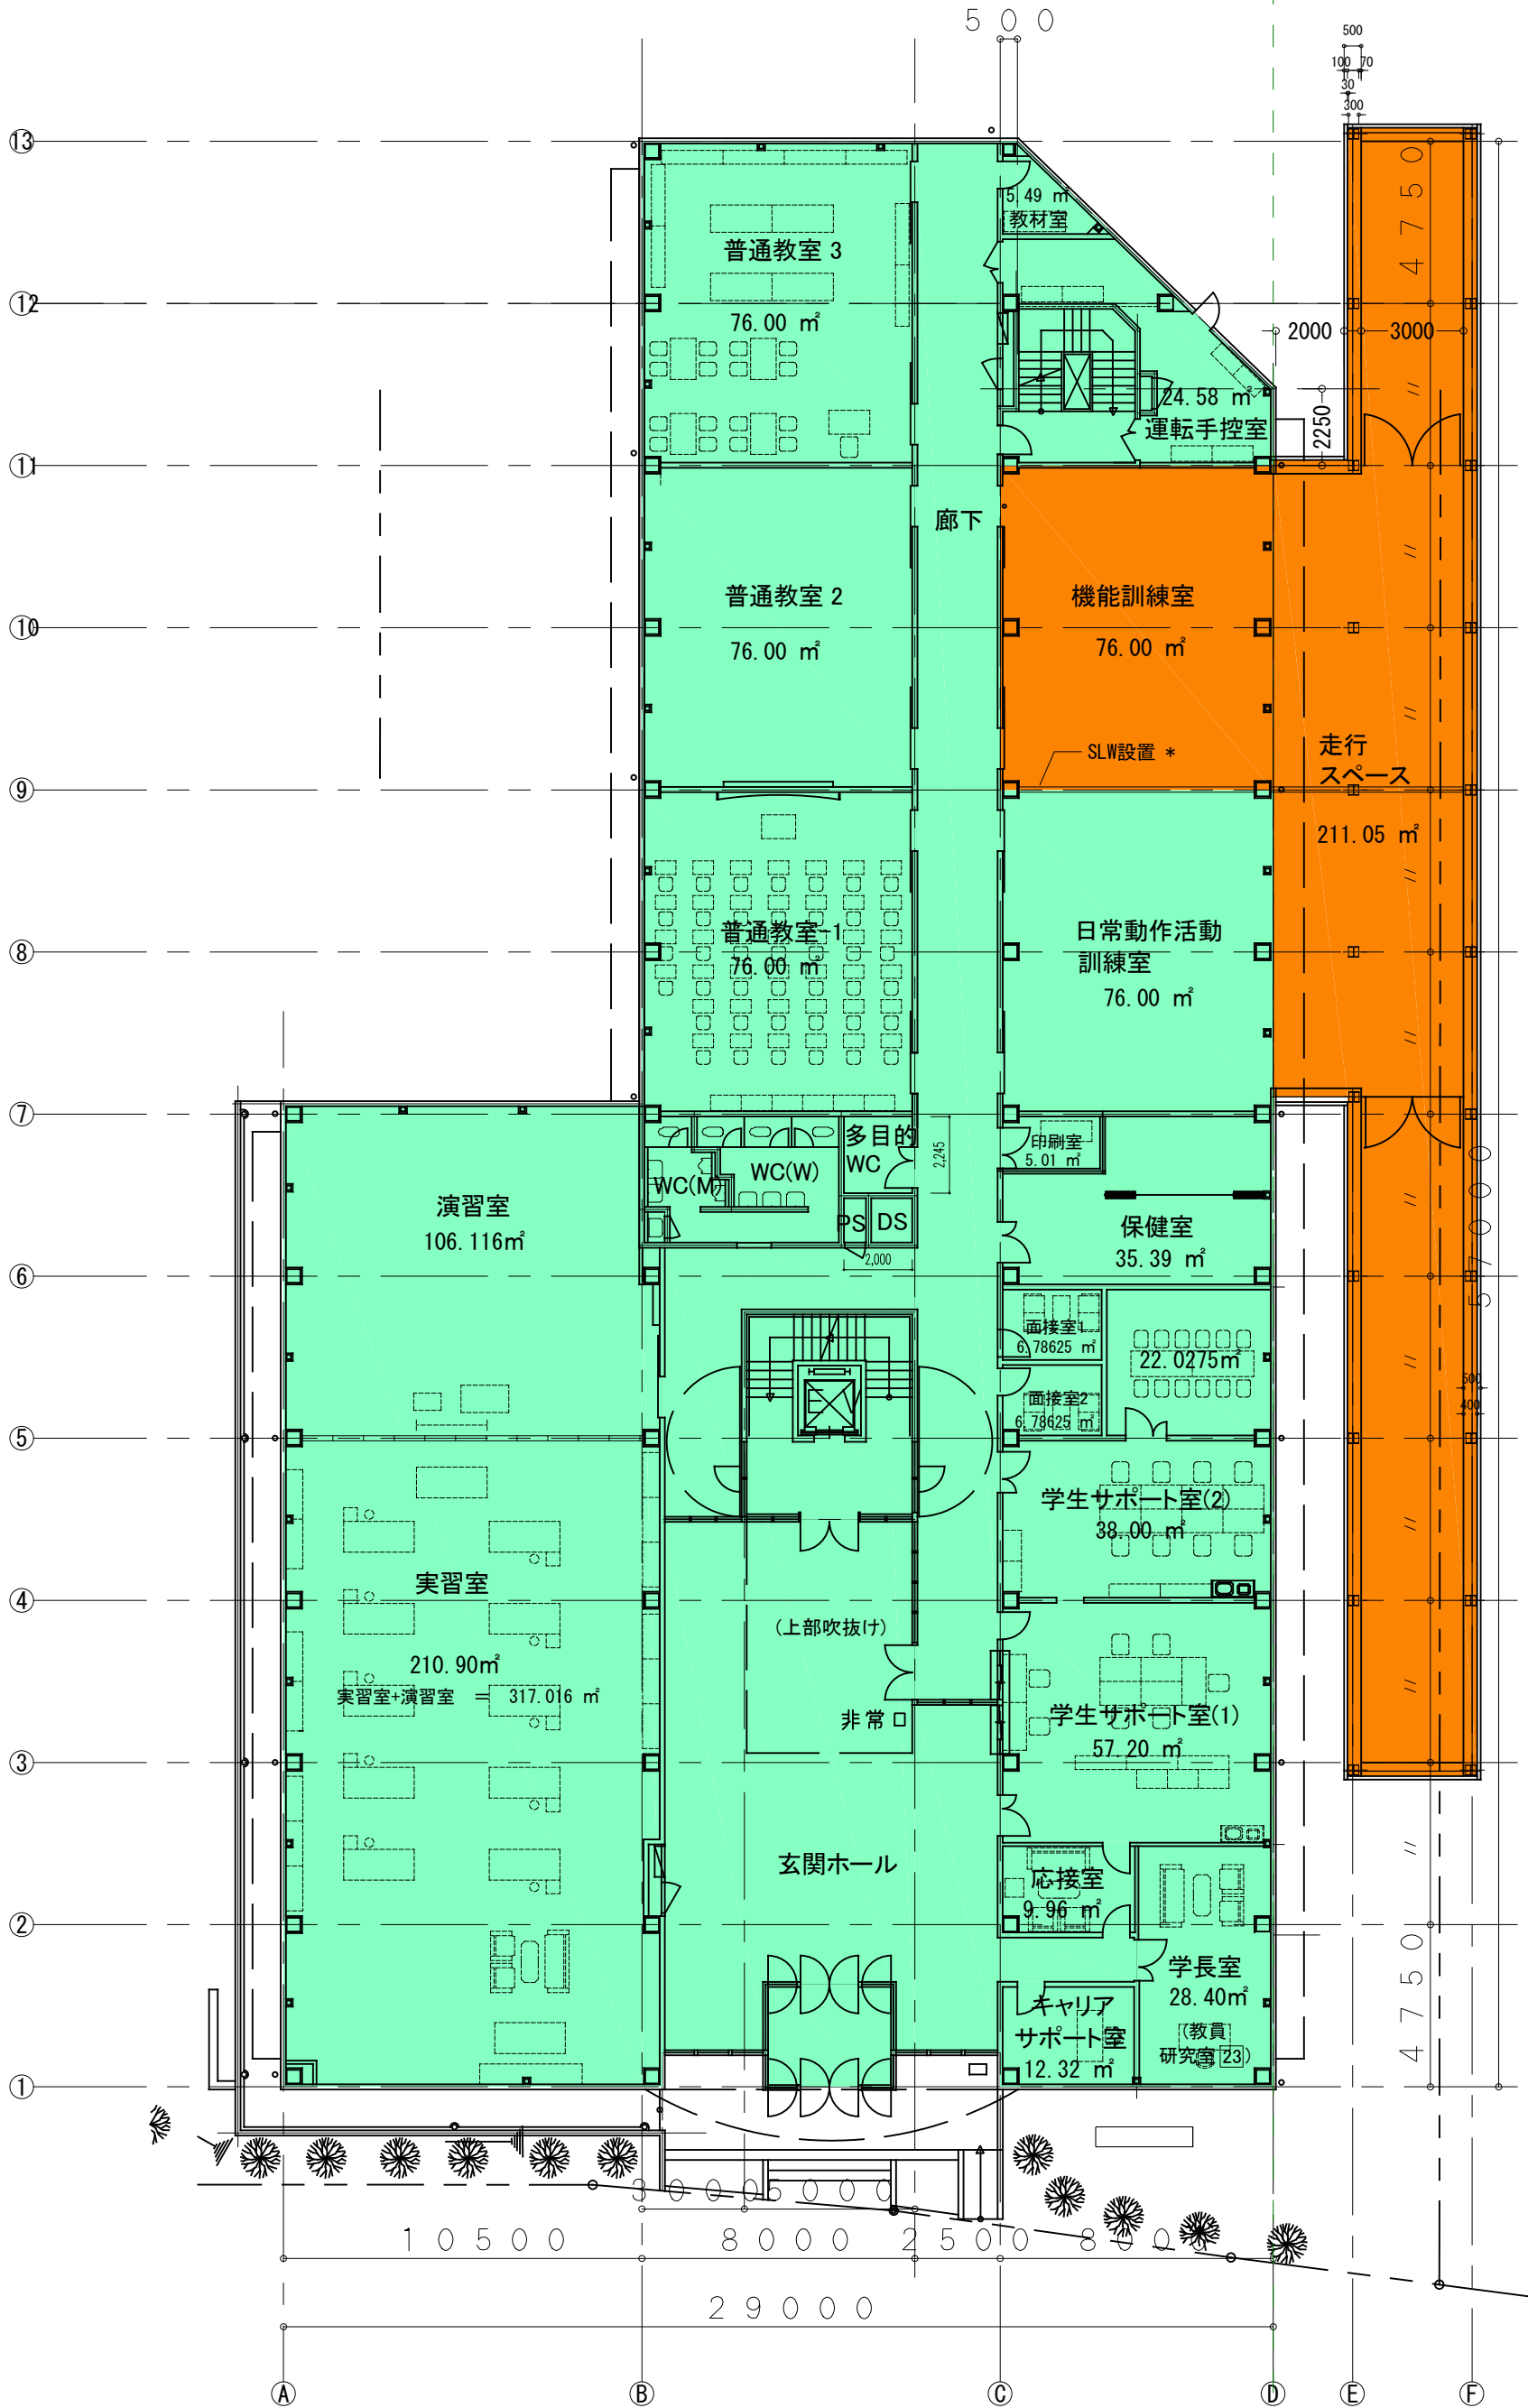 500
500
100 70
30
300
⑬
4750
5.49 ㎡
教材室
普通教室 3
⑫
76.00 ㎡
2000
3000
〃
24.58 ㎡
運転手控室
2250
⑪
廊下
〃
普通教室 2
機能訓練室
⑩
76.00 ㎡
76.00 ㎡
〃
SLW設置 *
走行
スペース
⑨
211.05 ㎡
〃
普通教室-1
日常動作活動
⑧
76.00 ㎡
訓練室
76.00 ㎡
〃
⑦
多目的
WC
2,245
印刷室
5.01 ㎡
WC(M)
WC(W)
57000
演習室
PS
DS
保健室
106.116㎡
35.39 ㎡
〃
2,000
⑥
面接室1
6.78625 ㎡
22.0275㎡
〃
500
面接室2
400
6.78625 ㎡
⑤
学生サポート室(2)
38.00 ㎡
〃
実習室
④
(上部吹抜け)
210.90㎡
実習室+演習室 = 317.016 ㎡
〃
非常口
学生サポート室(1)
57.20 ㎡
③
〃
玄関ホール
応接室
9.96 ㎡
②
4750
学長室
28.40㎡
キャリア
サポート室
12.32 ㎡
(教員
研究室 23)
①
3000
5000
10500
8000
2500
29000
Ⓐ
Ⓑ
Ⓒ
Ⓓ
Ⓔ
Ⓕ